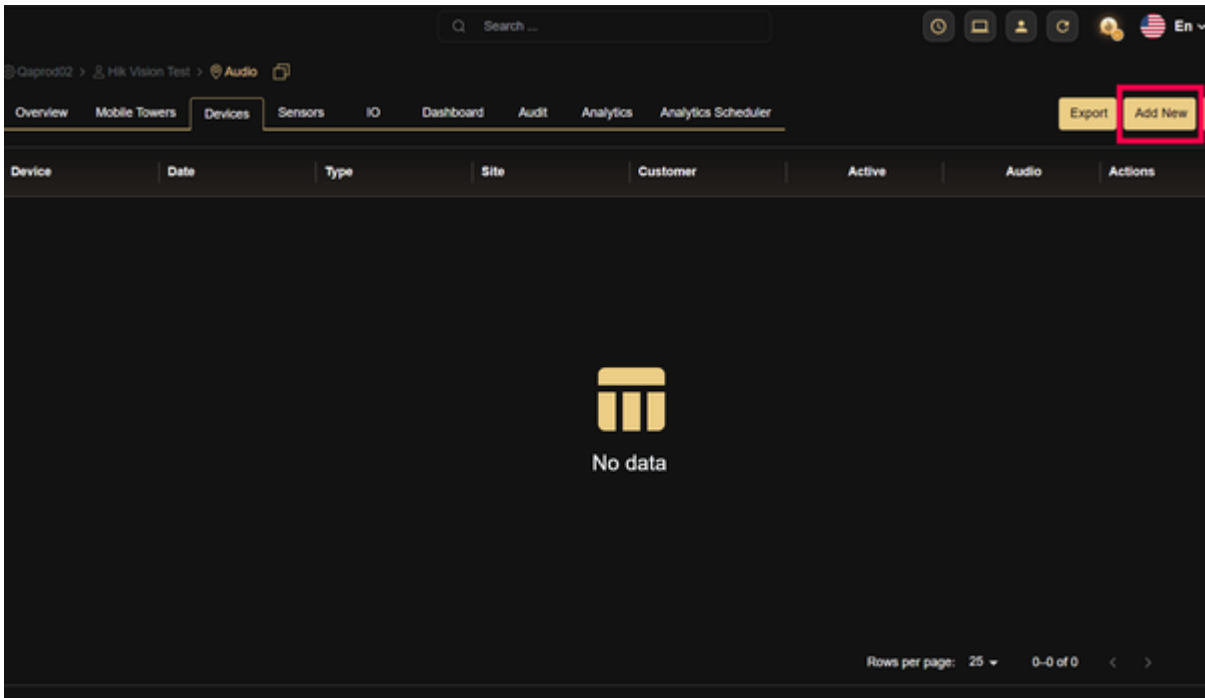 Search ...
En
Qaprod02 > Hik Vision Test > Audio
Overview Mobile Towers Devices Sensors IO Dashboard Audit Analytics Analytics Scheduler Export Add New
Device Date Type Site Customer Active Audio Actions
No data
Rows per page: 25 0–0 of 0